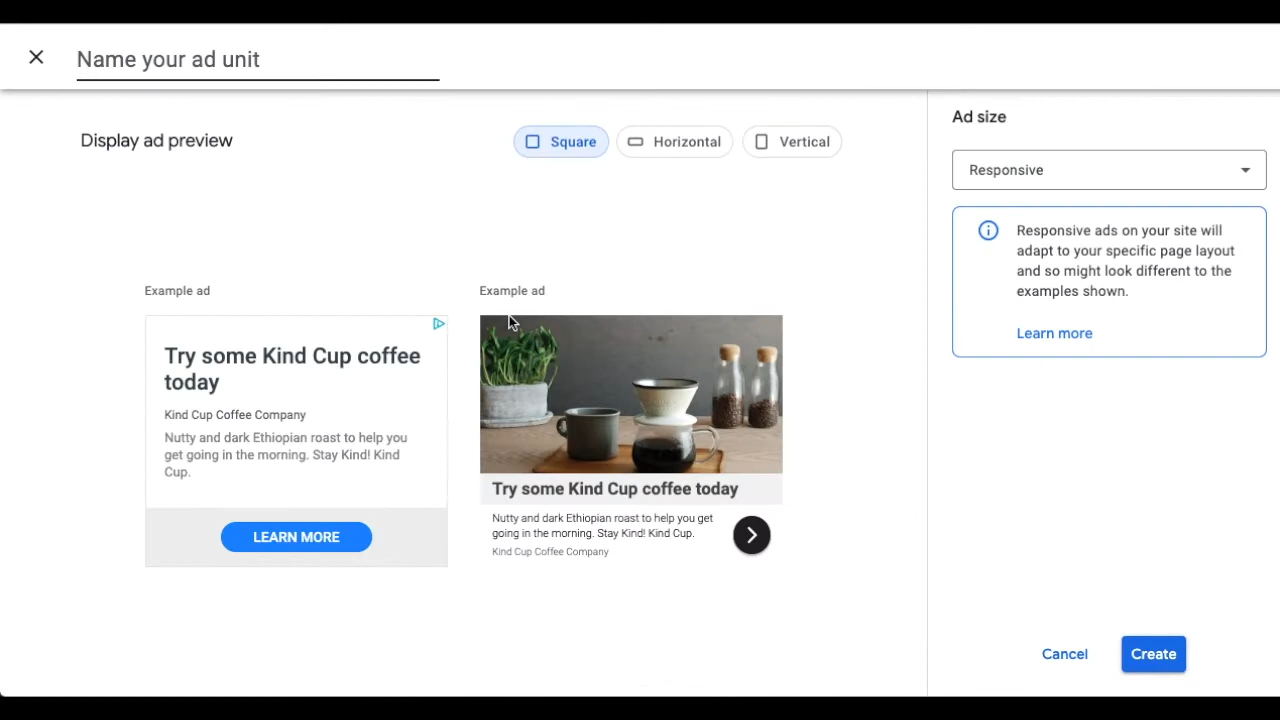 Name your ad unit
Display ad preview
Square
Horizontal
Vertical
Example ad
Try some Kind Cup coffee
today
Kind Cup Coffee Company
Nutty and dark Ethiopian roast to help you
get going in the morning. Stay Kind! Kind
Cup.
LEARN MORE
Example ad
Try some Kind Cup coffee today
Nutty and dark Ethiopian roast to help you get
going in the morning. Stay Kind! Kind Cup.
Kind Cup Coffee Company
Ad size
Responsive
Responsive ads on your site will
adapt to your specific page layout
and so might look different to the
examples shown.
Learn more
Cancel
Create